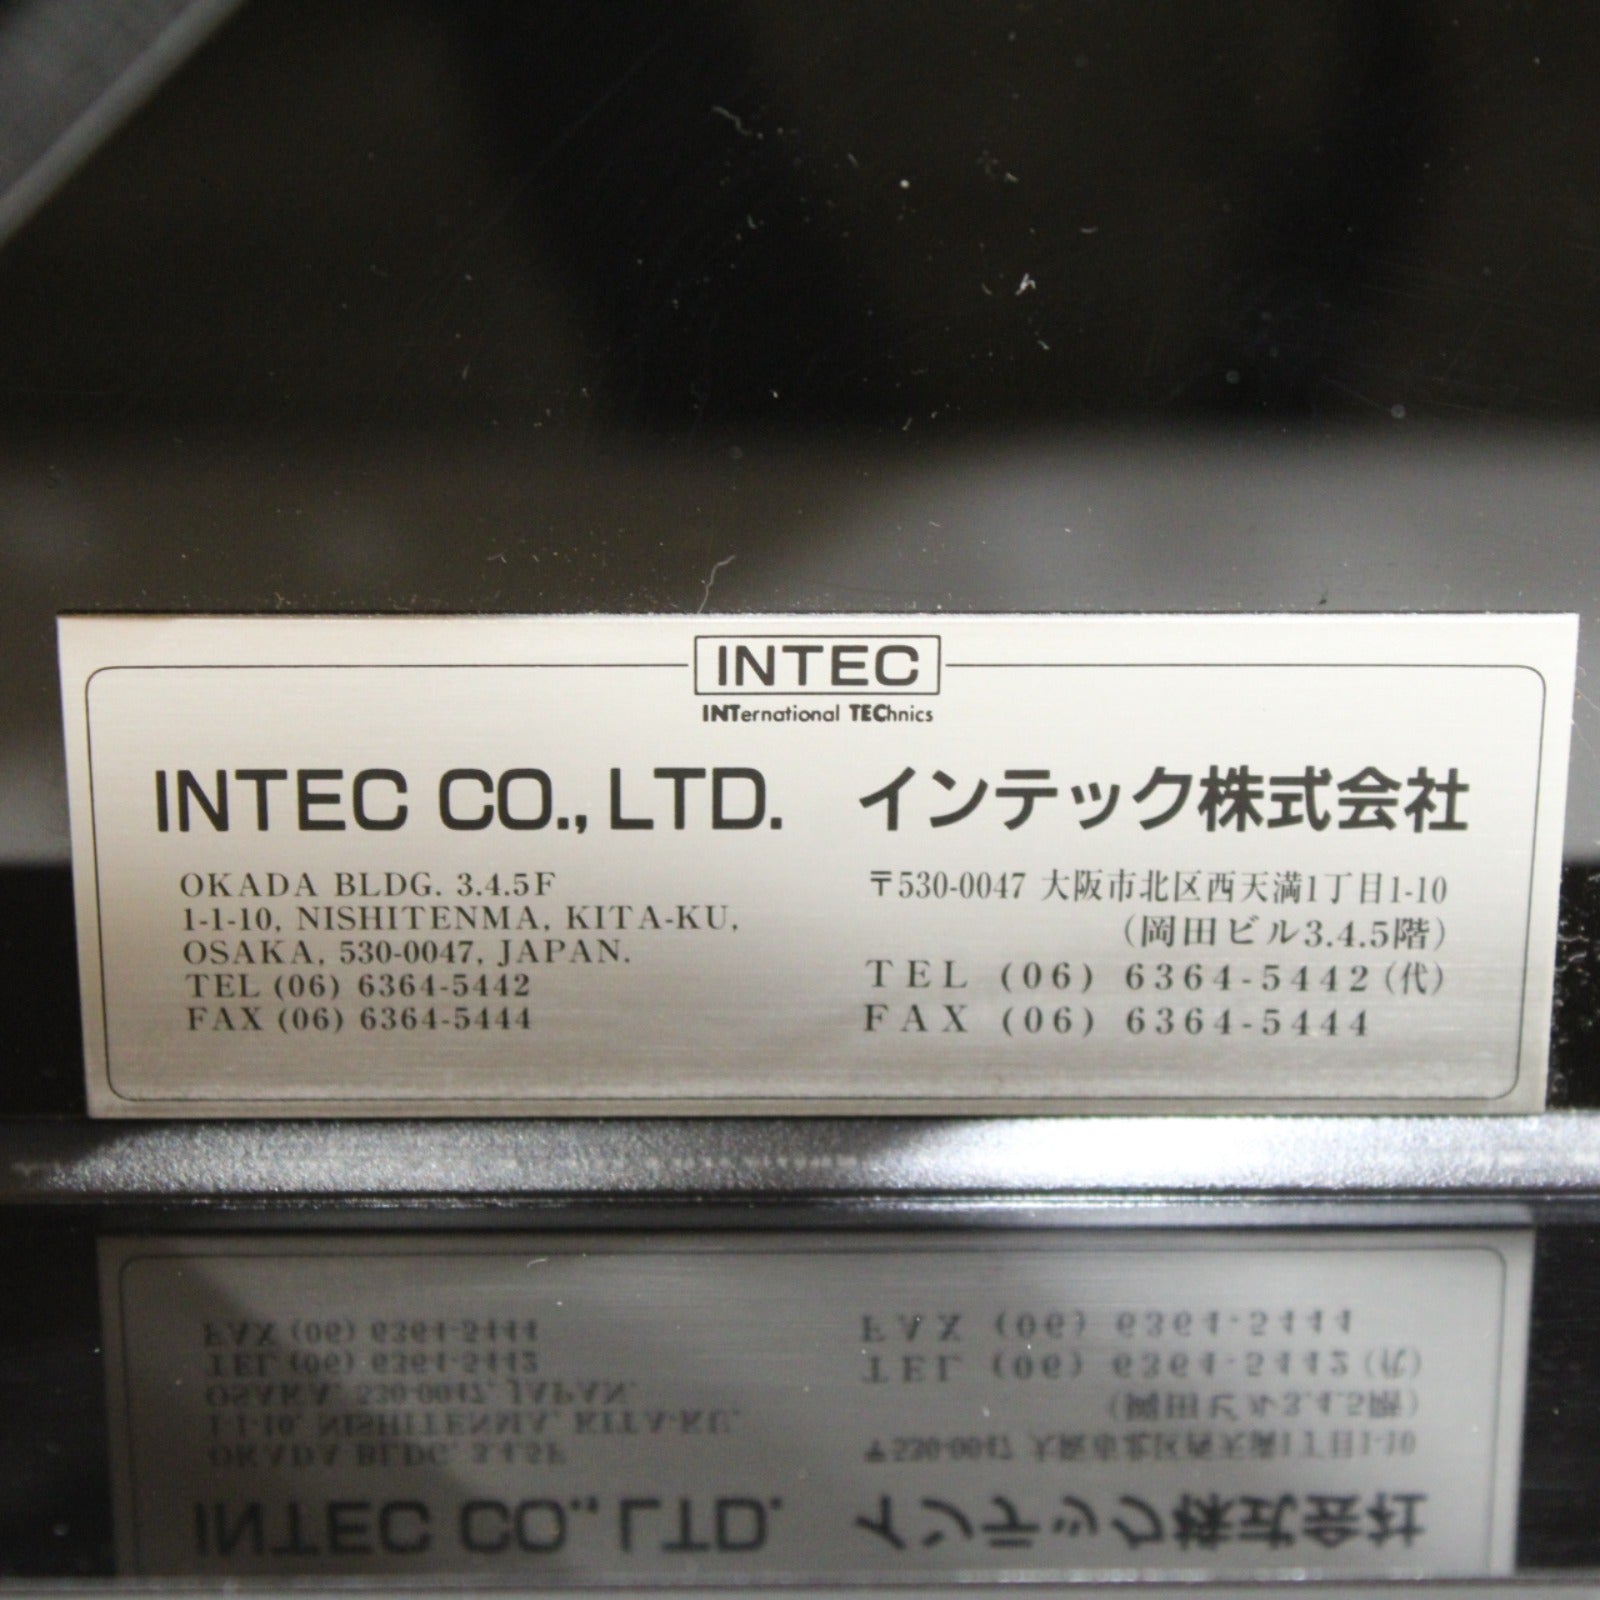 INTEC
INTernational TEChnics
INTEC CO., LTD.
OKADA BLDG. 3.4.5F
1-1-10, NISHITENMA, KITA-KU,
OSAKA, 530-0047, JAPAN.
TEL (06) 6364-5442
FAX (06) 6364-5444
インテック株式会社
〒530-0047 大阪市北区西天満1丁目1-10
(岡田ビル3.4.5階)
TEL (06) 6364-5442(代)
FAX (06) 6364-5444